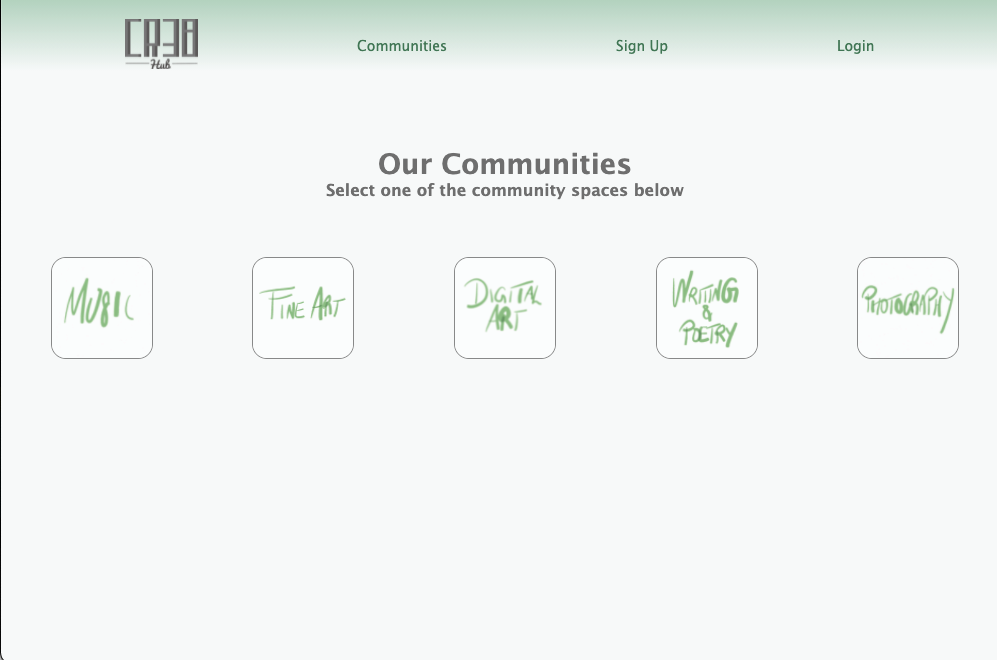 CR38
Hub
Communities
Sign Up
Login
Our Communities
Select one of the community spaces below
MUSIC
FINE ART
DIGITAL
ART
WRITING
&
POETRY
PHOTOGRAPHY